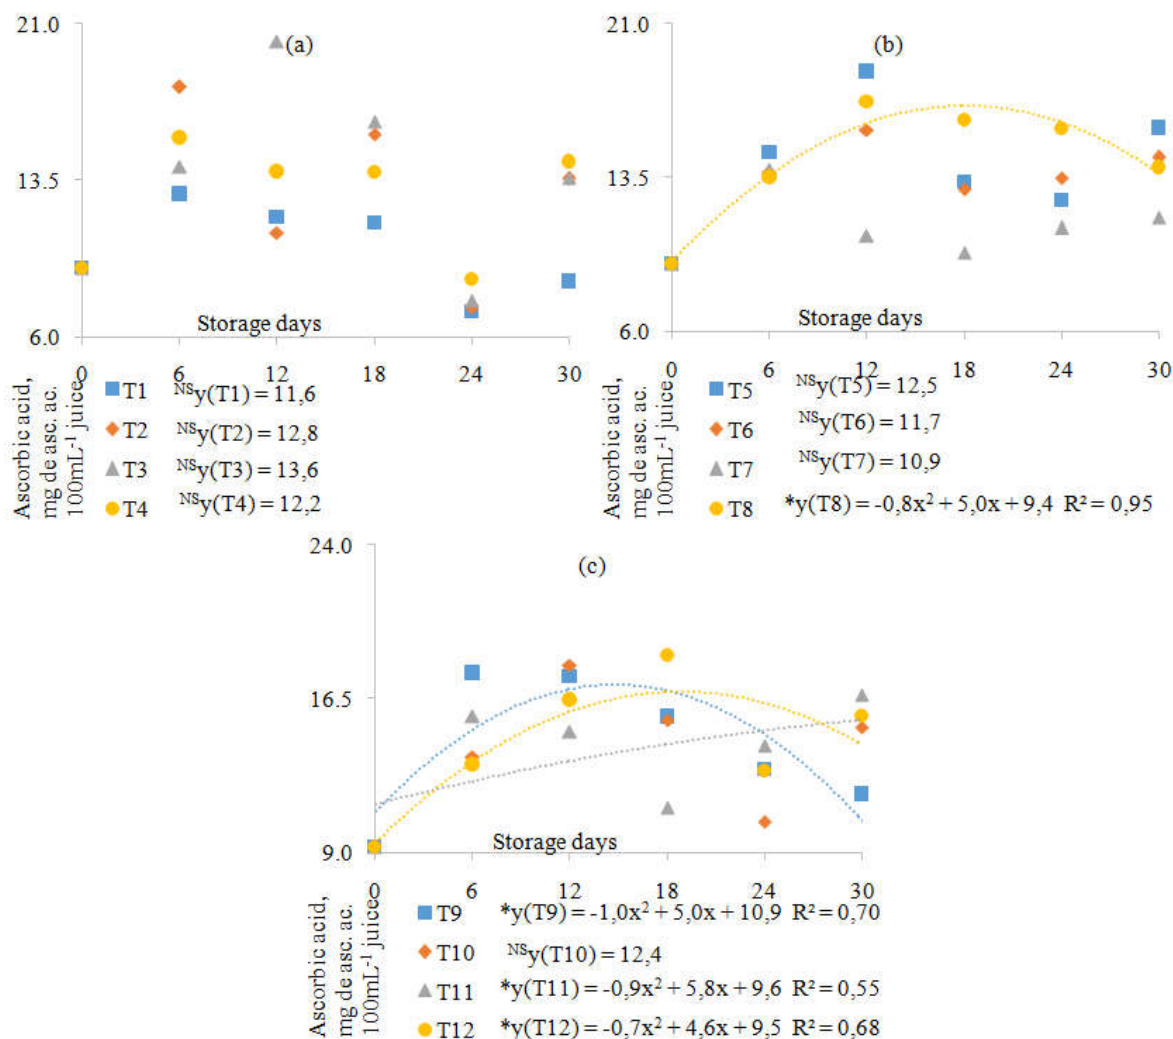 21.0
(a)
13.5
Storage days
6.0
0 6 12 18 24 30
Ascorbic acid,
mg de asc. ac.
100mL⁻¹ juice
T1 ᴺˢy(T1) = 11,6
T2 ᴺˢy(T2) = 12,8
T3 ᴺˢy(T3) = 13,6
T4 ᴺˢy(T4) = 12,2
21.0
(b)
13.5
Storage days
6.0
0 6 12 18 24 30
Ascorbic acid,
mg de asc. ac.
100mL⁻¹ juice
T5 ᴺˢy(T5) = 12,5
T6 ᴺˢy(T6) = 11,7
T7 ᴺˢy(T7) = 10,9
T8 *y(T8) = -0,8x² + 5,0x + 9,4 R² = 0,95
24.0
(c)
16.5
Storage days
9.0
0 6 12 18 24 30
Ascorbic acid,
mg de asc. ac.
100mL⁻¹ juice
T9 *y(T9) = -1,0x² + 5,0x + 10,9 R² = 0,70
T10 ᴺˢy(T10) = 12,4
T11 *y(T11) = -0,9x² + 5,8x + 9,6 R² = 0,55
T12 *y(T12) = -0,7x² + 4,6x + 9,5 R² = 0,68